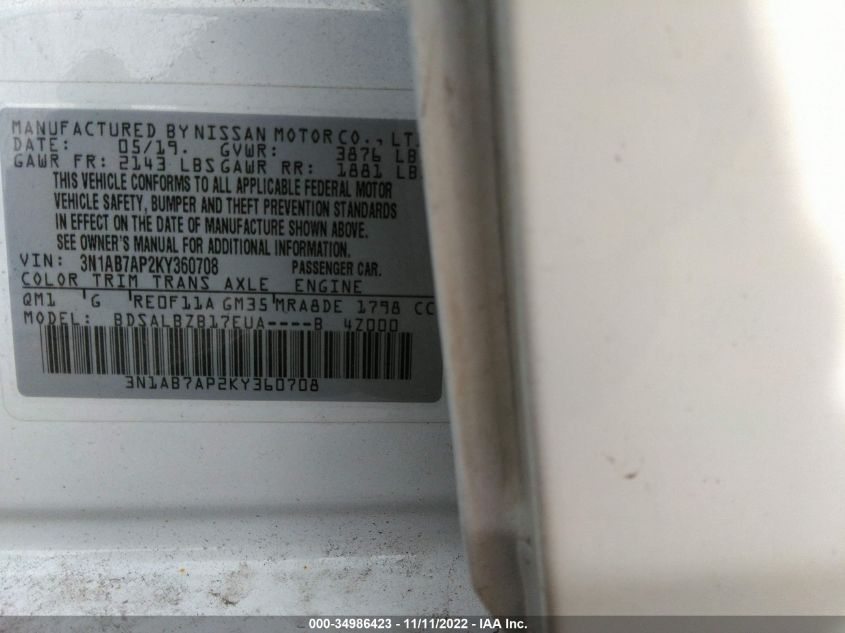 MANUFACTURED BY NISSAN MOTOR CO., LT
DATE: 05/19. GVWR: 3876 LB
GAWR FR: 2143 LBS GAWR RR: 1881 LB
THIS VEHICLE CONFORMS TO ALL APPLICABLE FEDERAL MOTOR
VEHICLE SAFETY, BUMPER AND THEFT PREVENTION STANDARDS
IN EFFECT ON THE DATE OF MANUFACTURE SHOWN ABOVE.
SEE OWNER'S MANUAL FOR ADDITIONAL INFORMATION.
VIN: 3N1AB7AP2KY360708 PASSENGER CAR.
COLOR TRIM TRANS AXLE ENGINE
QM1 G RE0F11A GM35 MRA8DE 1798 CC
MODEL: BDSALBZB17EUA----B 4Z000
3N1AB7AP2KY360708
000-34986423 - 11/11/2022 - IAA Inc.